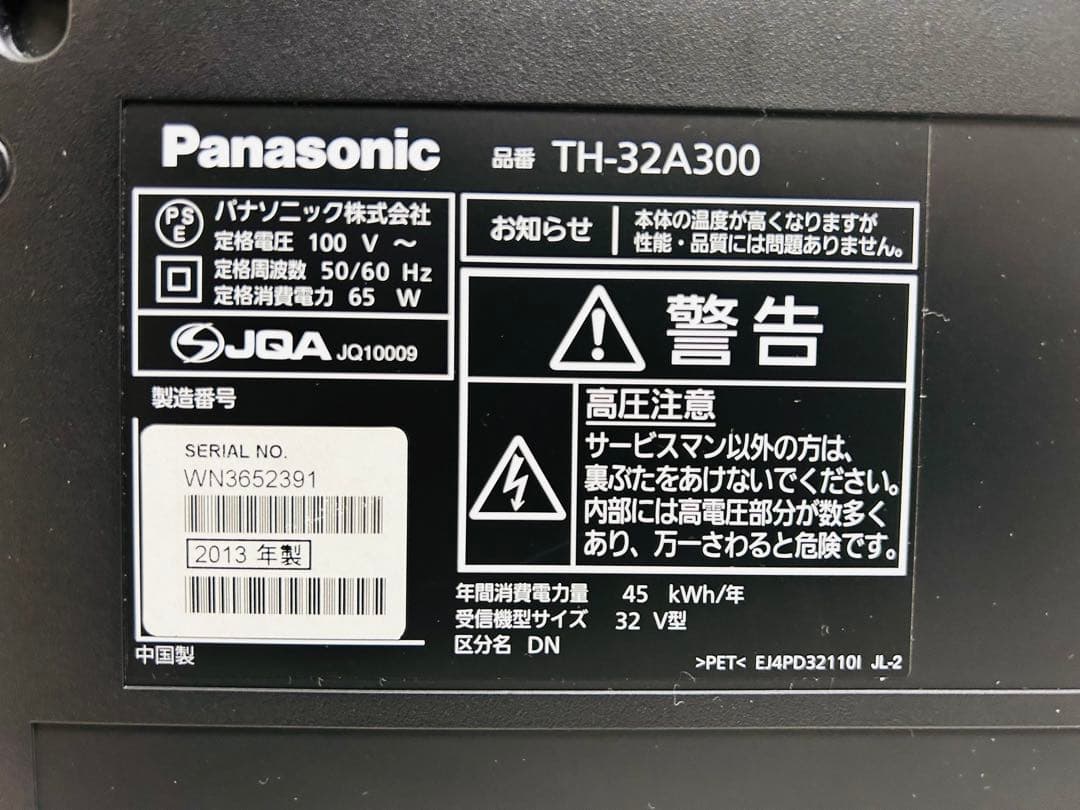 Panasonic 品番 TH-32A300
PSE
パナソニック株式会社
定格電圧 100 V ～
定格周波数 50/60 Hz
定格消費電力 65 W
JQA JQ10009
製造番号
SERIAL NO.
WN3652391
2013 年製
中国製
お知らせ
本体の温度が高くなりますが
性能・品質には問題ありません。
警告
高圧注意
サービスマン以外の方は、
裏ぶたをあけないでください。
内部には高電圧部分が数多く
あり、万一さわると危険です。
年間消費電力量 45 kWh/年
受信機型サイズ 32 V型
区分名 DN
>PET< EJ4PD32110I JL-2